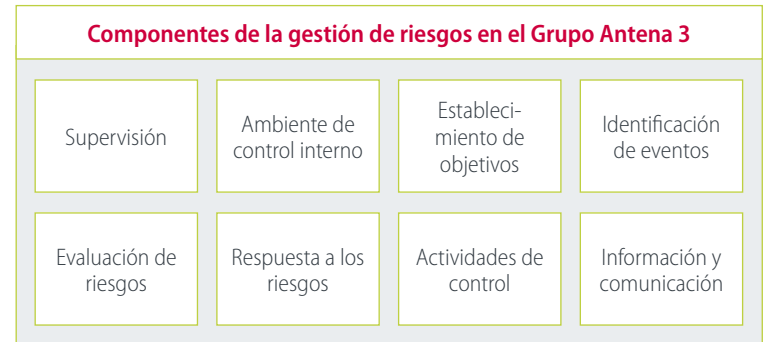 Componentes de la gestión de riesgos en el Grupo Antena 3
Supervisión
Ambiente de
control interno
Estableci-
miento de
objetivos
Identificación
de eventos
Evaluación de
riesgos
Respuesta a los
riesgos
Actividades de
control
Información y
comunicación